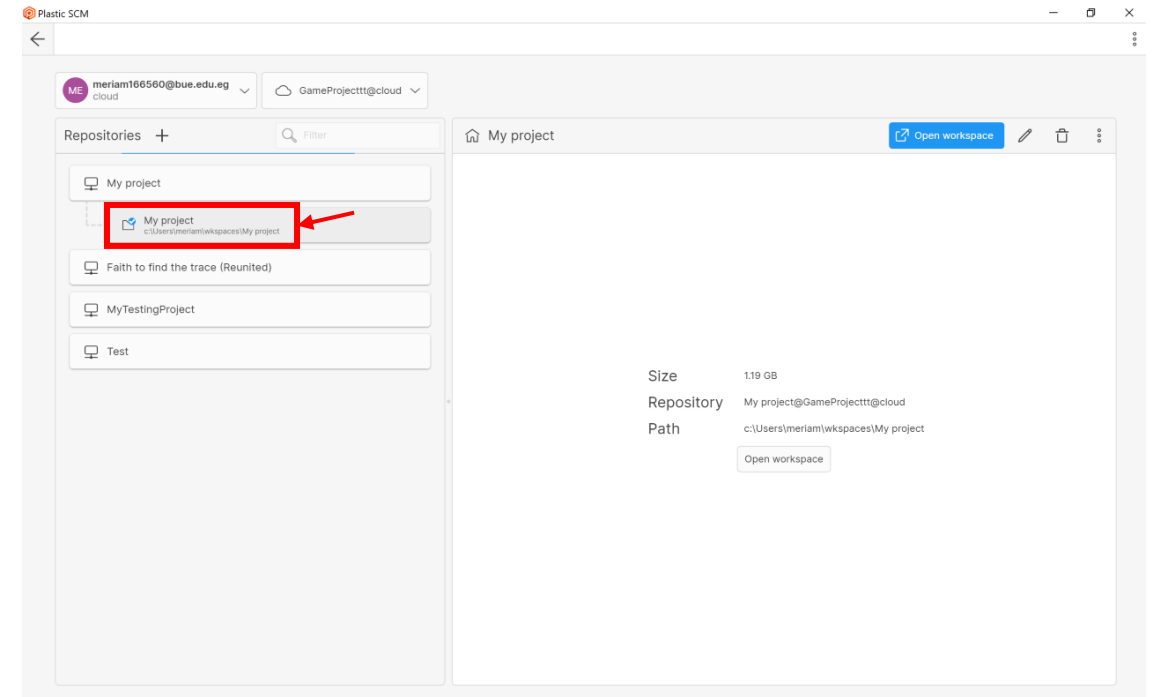 Plastic SCM
ME
meriam166560@bue.edu.eg
cloud
GameProjecttt@cloud
Repositories
Filter
My project
My project
c:\Users\meriam\wkspaces\My project
Faith to find the trace (Reunited)
MyTestingProject
Test
My project
Open workspace
Size 1.19 GB
Repository My project@GameProjecttt@cloud
Path c:\Users\meriam\wkspaces\My project
Open workspace